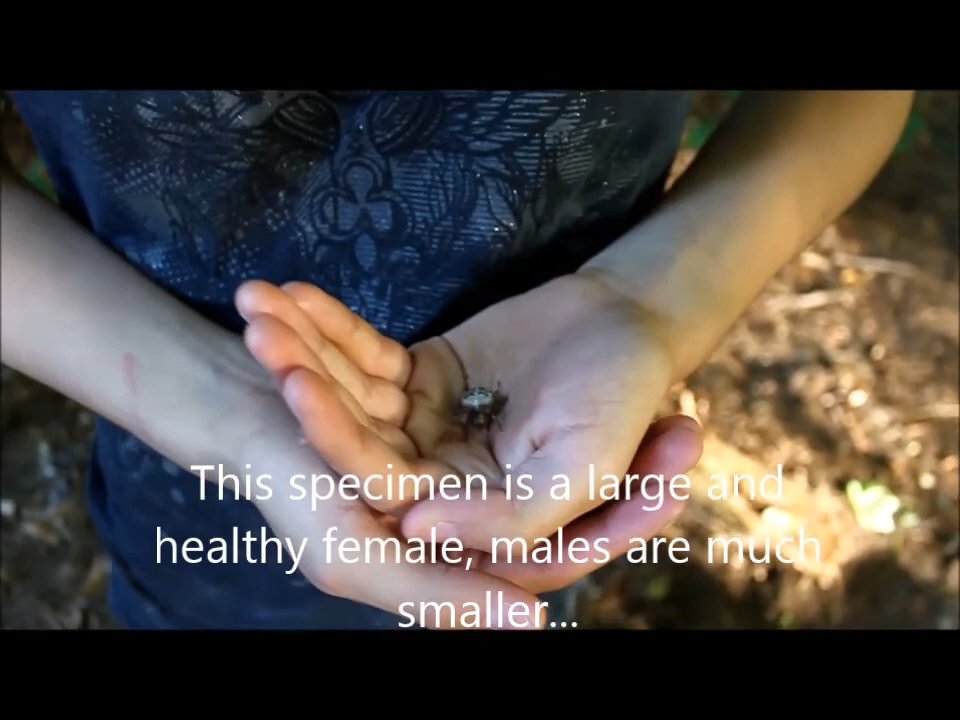 This specimen is a large and
healthy female, males are much
smaller...